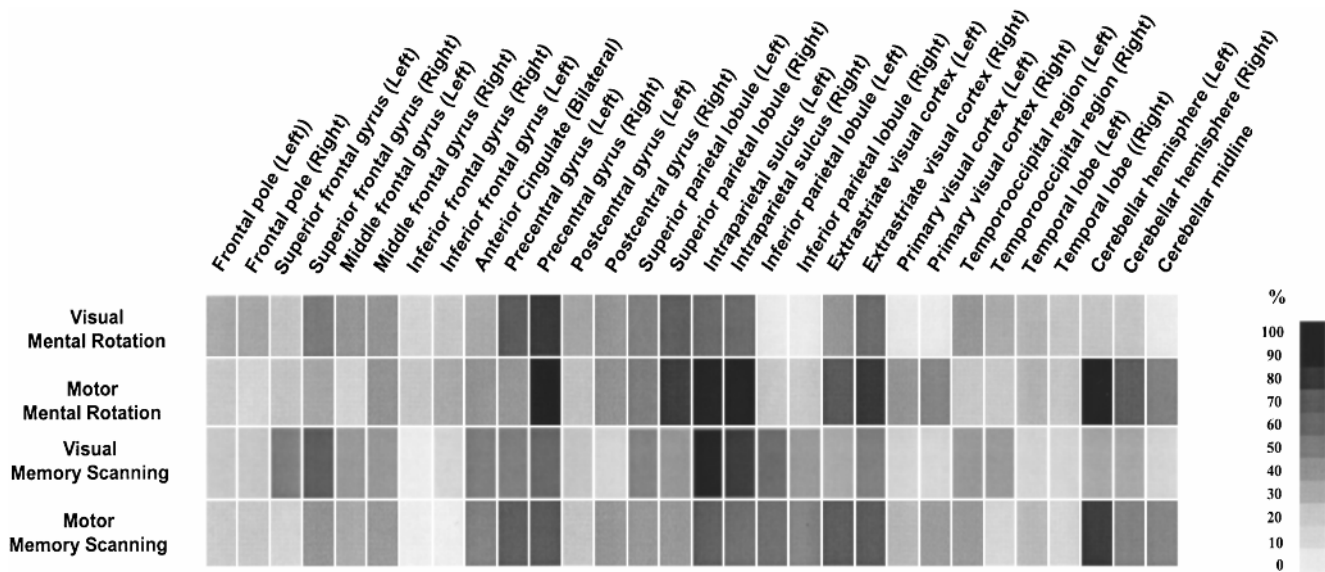 Frontal pole (Left))
Frontal pole (Right)
Superior frontal gyrus (Left)
Superior frontal gyrus (Right)
Middle frontal gyrus (Left)
Middle frontal gyrus (Right)
Inferior frontal gyrus (Right)
Inferior frontal gyrus (Left)
Anterior Cingulate (Bilateral)
Precentral gyrus (Left)
Precentral gyrus (Right)
Postcentral gyrus (Left)
Postcentral gyrus (Right)
Superior parietal lobule (Left)
Superior parietal lobule (Right)
Intraparietal sulcus (Left)
Intraparietal sulcus (Right)
Inferior parietal lobule (Left)
Inferior parietal lobule (Right)
Extrastriate visual cortex (Left)
Extrastriate visual cortex (Right)
Primary visual cortex (Left)
Primary visual cortex (Right)
Temporooccipital region (Left)
Temporooccipital region (Right)
Temporal lobe (Left)
Temporal lobe ((Right)
Cerebellar hemisphere (Left)
Cerebellar hemisphere (Right)
Cerebellar midline
Visual
Mental Rotation
Motor
Mental Rotation
Visual
Memory Scanning
Motor
Memory Scanning
%
100
90
80
70
60
50
40
30
20
10
0